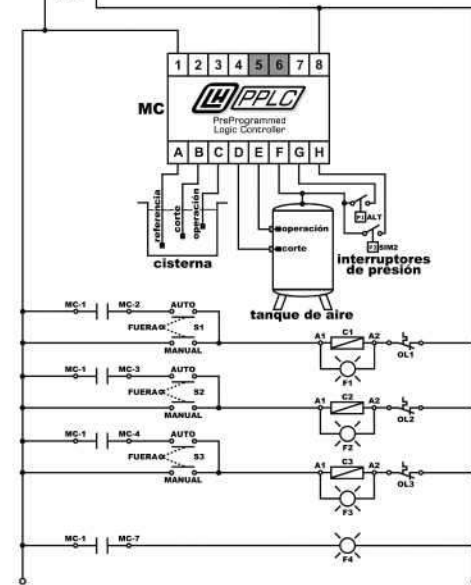 1 2 3 4 5 6 7 8
MC
LH PPLC
PreProgrammed
Logic Controller
A B C D E F G H
referencia
corte
operación
cisterna
operación
corte
tanque de aire
P1 ALT
P2 SIM2
interruptores
de presión
MC-1 MC-2 AUTO
FUERA S1
MANUAL
A1 C1 A2
OL1
F1
MC-1 MC-3 AUTO
FUERA S2
MANUAL
A1 C2 A2
OL2
F2
MC-1 MC-4 AUTO
FUERA S3
MANUAL
A1 C3 A2
OL3
F3
MC-1 MC-7
F4